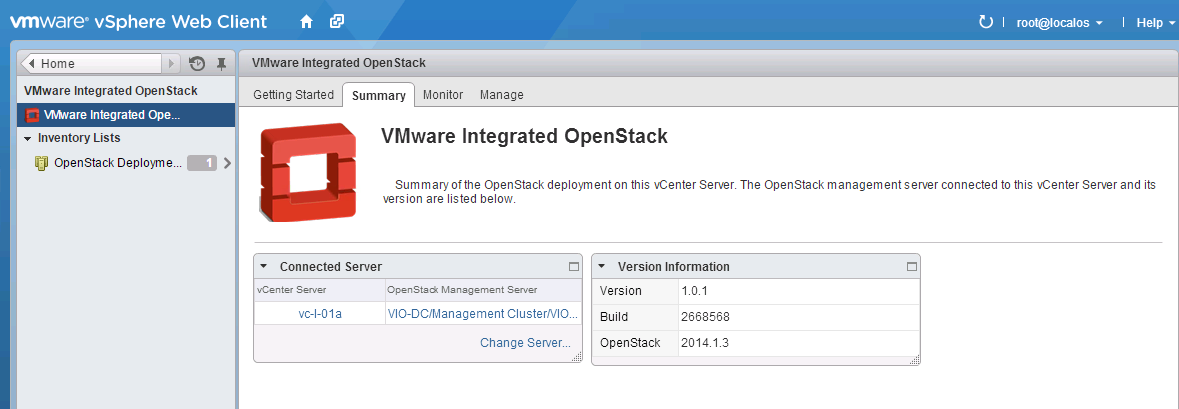 vmware® vSphere Web Client
root@localos
Help
Home
VMware Integrated OpenStack
VMware Integrated Ope...
Inventory Lists
OpenStack Deployme... 1
VMware Integrated OpenStack
Getting Started Summary Monitor Manage
VMware Integrated OpenStack
Summary of the OpenStack deployment on this vCenter Server. The OpenStack management server connected to this vCenter Server and its
version are listed below.
Connected Server
vCenter Server OpenStack Management Server
vc-l-01a VIO-DC/Management Cluster/VIO...
Change Server...
Version Information
Version 1.0.1
Build 2668568
OpenStack 2014.1.3